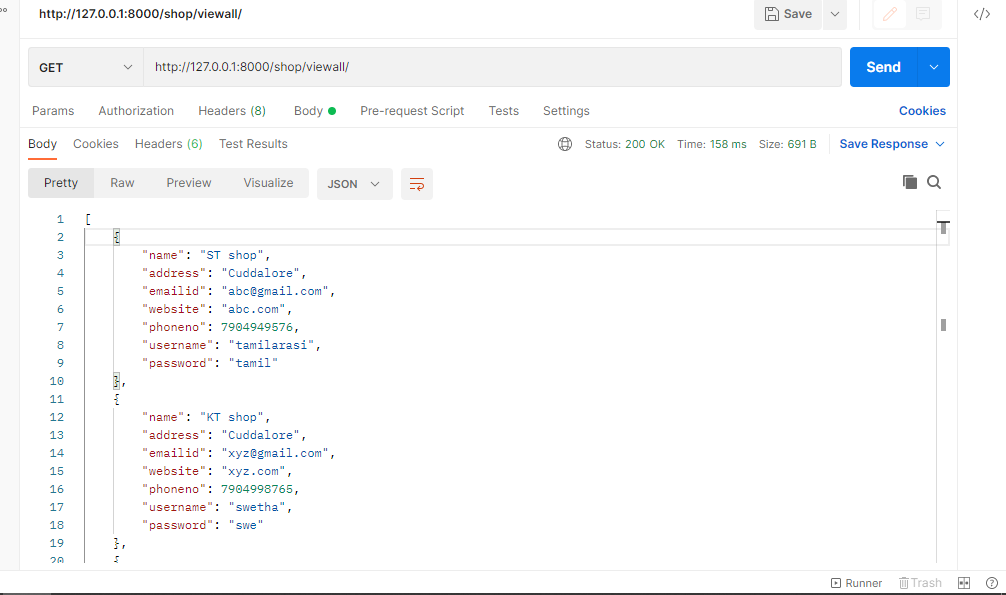 http://127.0.0.1:8000/shop/viewall/ Save
GET http://127.0.0.1:8000/shop/viewall/ Send
Params Authorization Headers (8) Body Pre-request Script Tests Settings Cookies
Body Cookies Headers (6) Test Results Status: 200 OK Time: 158 ms Size: 691 B Save Response
Pretty Raw Preview Visualize JSON
1 [
2 {
3 "name": "ST shop",
4 "address": "Cuddalore",
5 "emailid": "abc@gmail.com",
6 "website": "abc.com",
7 "phoneno": 7904949576,
8 "username": "tamilarasi",
9 "password": "tamil"
10 },
11 {
12 "name": "KT shop",
13 "address": "Cuddalore",
14 "emailid": "xyz@gmail.com",
15 "website": "xyz.com",
16 "phoneno": 7904998765,
17 "username": "swetha",
18 "password": "swe"
19 },
20 {
Runner Trash